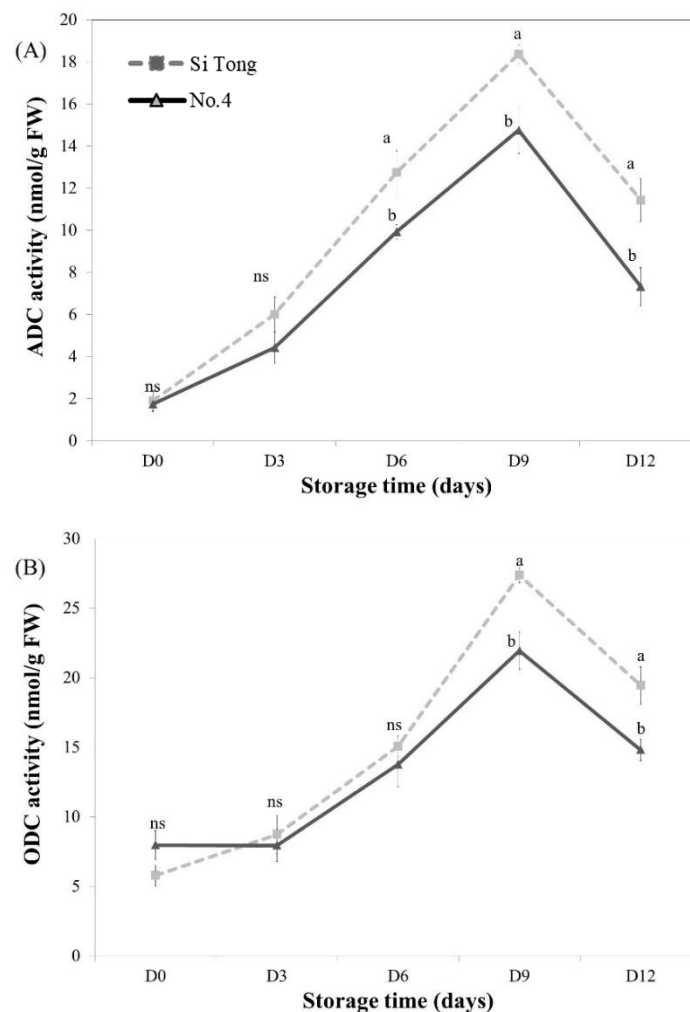 (A)
Si Tong
No.4
ADC activity (nmol/g FW)
20
18
16
14
12
10
8
6
4
2
0
ns
ns
a
b
a
b
a
b
D0 D3 D6 D9 D12
Storage time (days)
(B)
ODC activity (nmol/g FW)
30
25
20
15
10
5
0
ns
ns
ns
a
b
a
b
D0 D3 D6 D9 D12
Storage time (days)